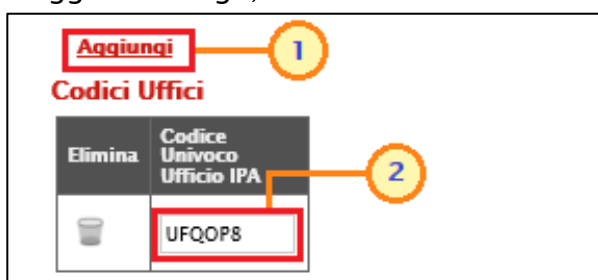 Aggiungi
1
Codici Uffici
Elimina
Codice
Univoco
Ufficio IPA
2
UFQOP8